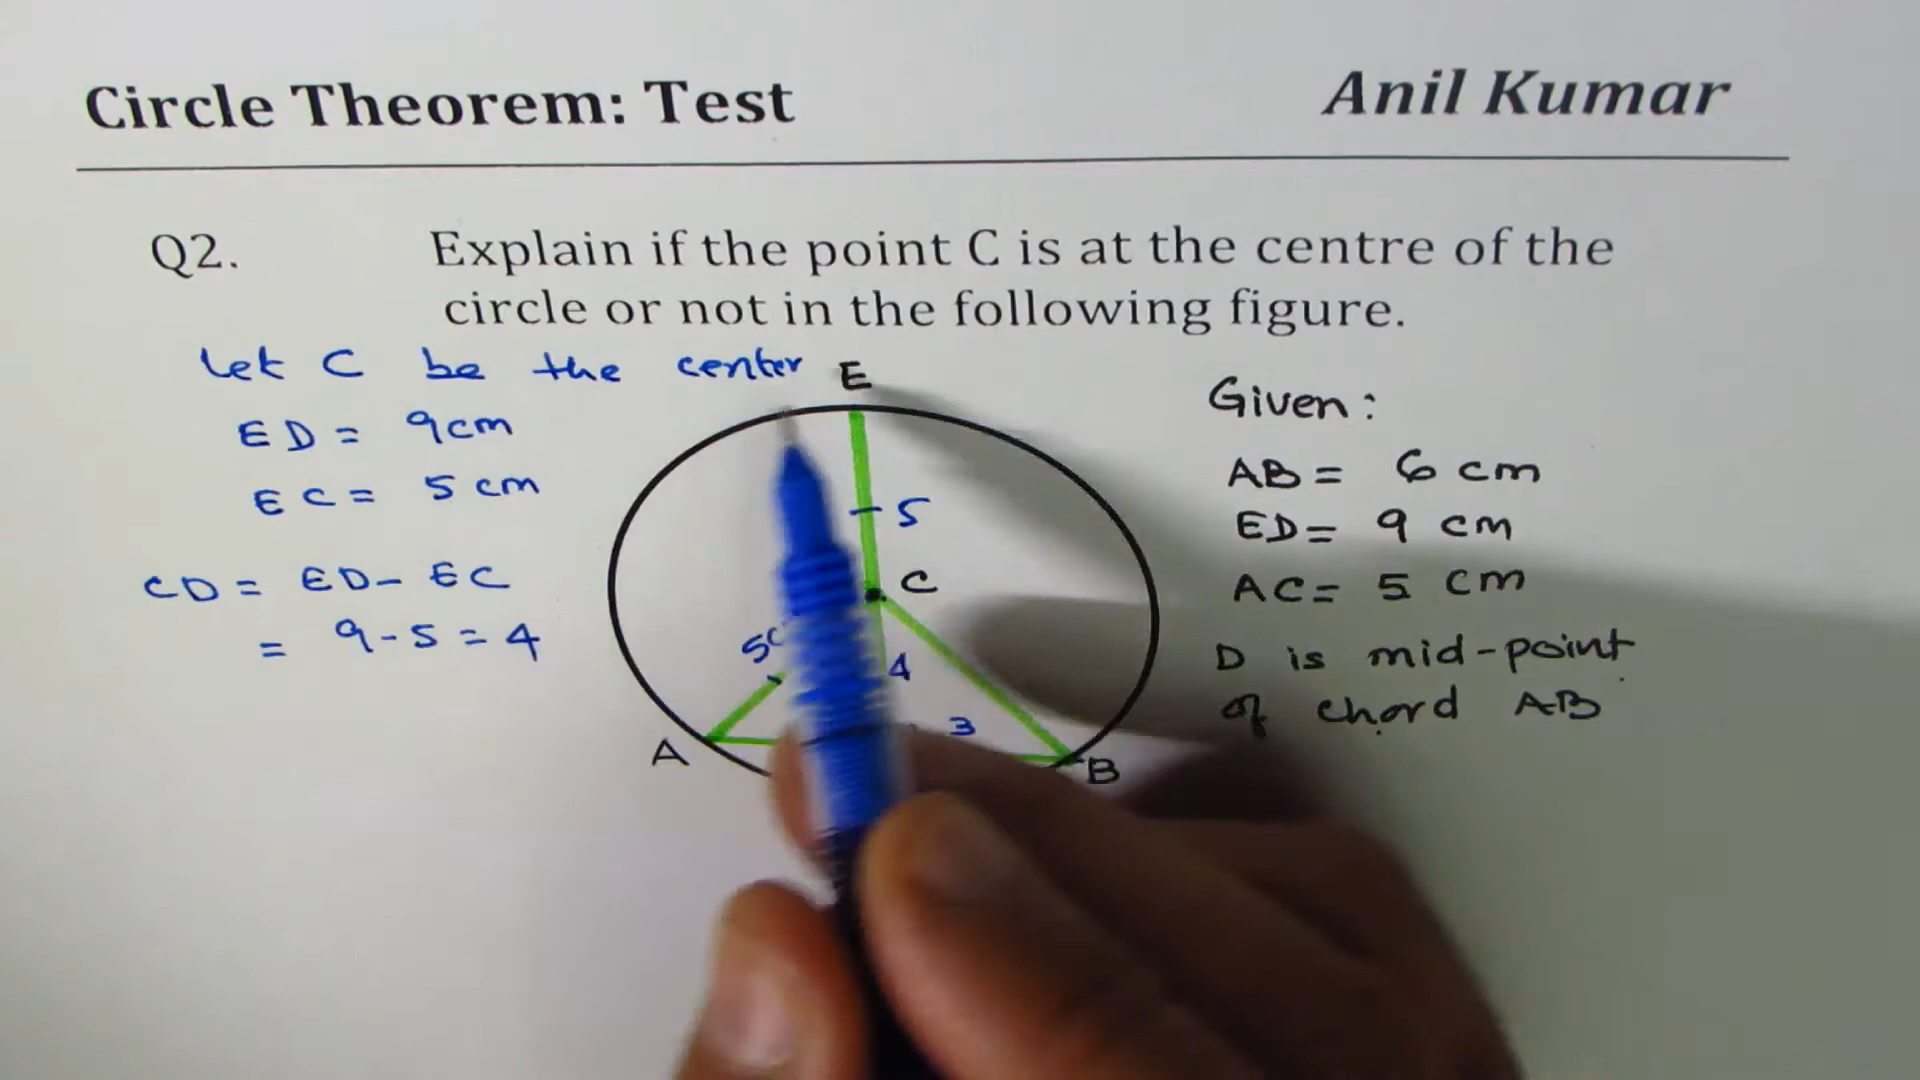 Circle Theorem: Test
Anil Kumar
Q2. Explain if the point C is at the centre of the
circle or not in the following figure.
Let C be the center
ED = 9cm
EC = 5 cm
CD = ED - EC
= 9 - 5 = 4
E
5
C
4
3
A
B
Given:
AB = 6 cm
ED = 9 cm
AC = 5 cm
D is mid-point
of chord AB